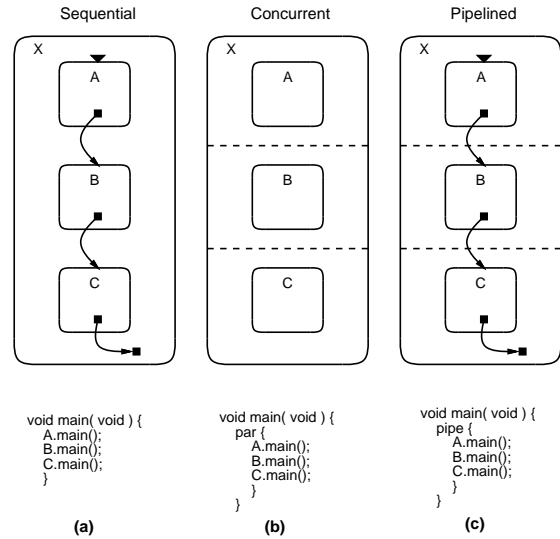 Sequential
Concurrent
Pipelined
X
A
B
C
X
A
B
C
X
A
B
C
void main( void ) {
A.main();
B.main();
C.main();
}
(a)
void main( void ) {
par {
A.main();
B.main();
C.main();
}
}
(b)
void main( void ) {
pipe {
A.main();
B.main();
C.main();
}
}
(c)